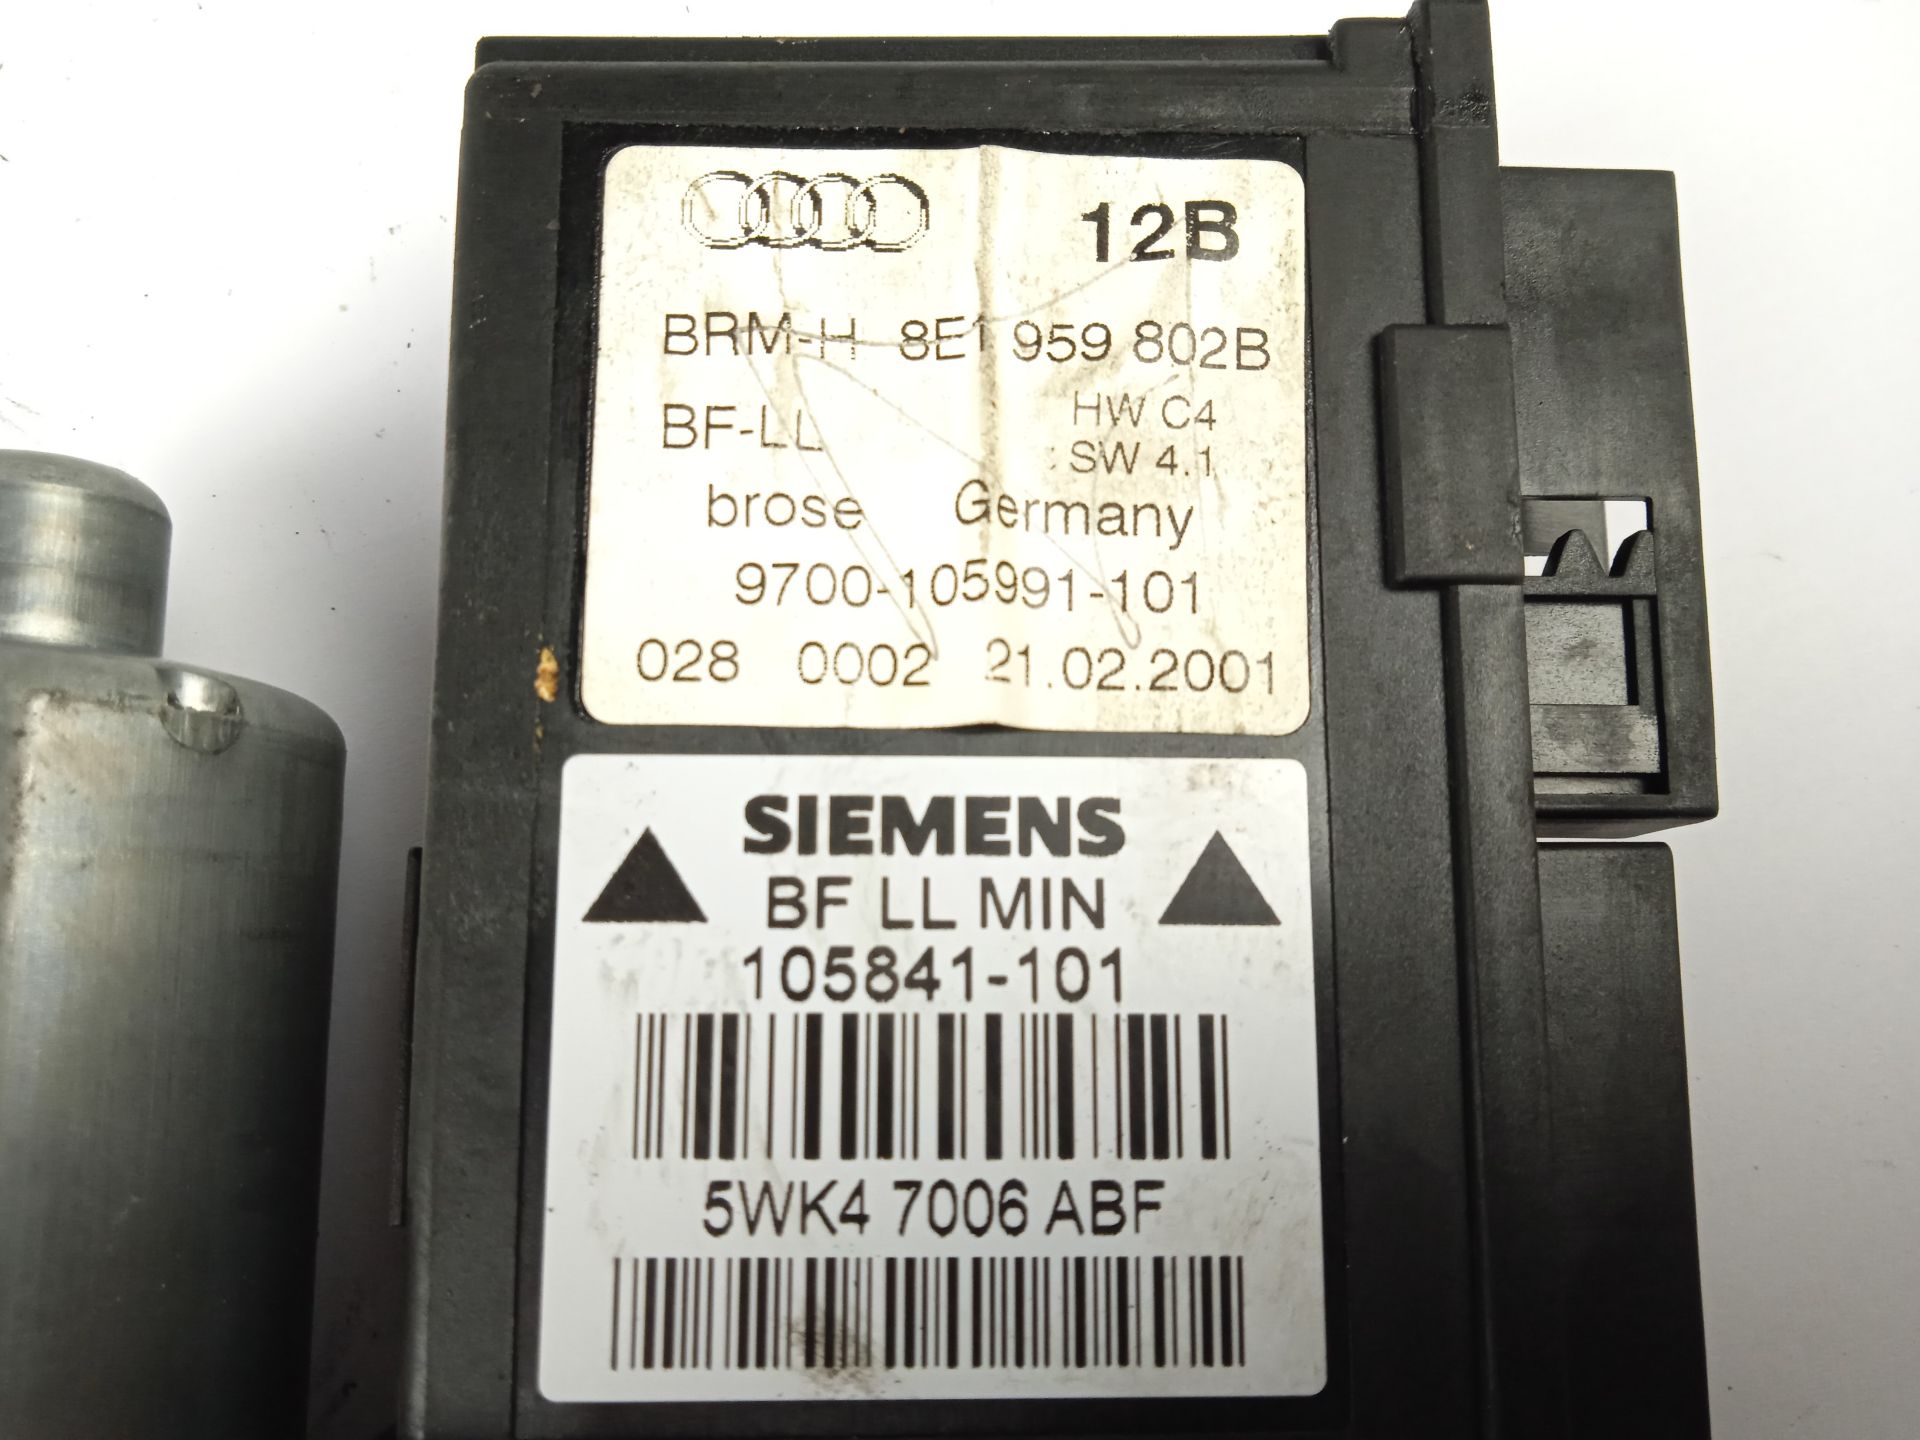 12B
BRM-H 8E1 959 802B
BF-LL HW C4
SW 4.1
brose Germany
9700-105991-101
028 0002 21.02.2001
SIEMENS
BF LL MIN
105841-101
5WK4 7006 ABF